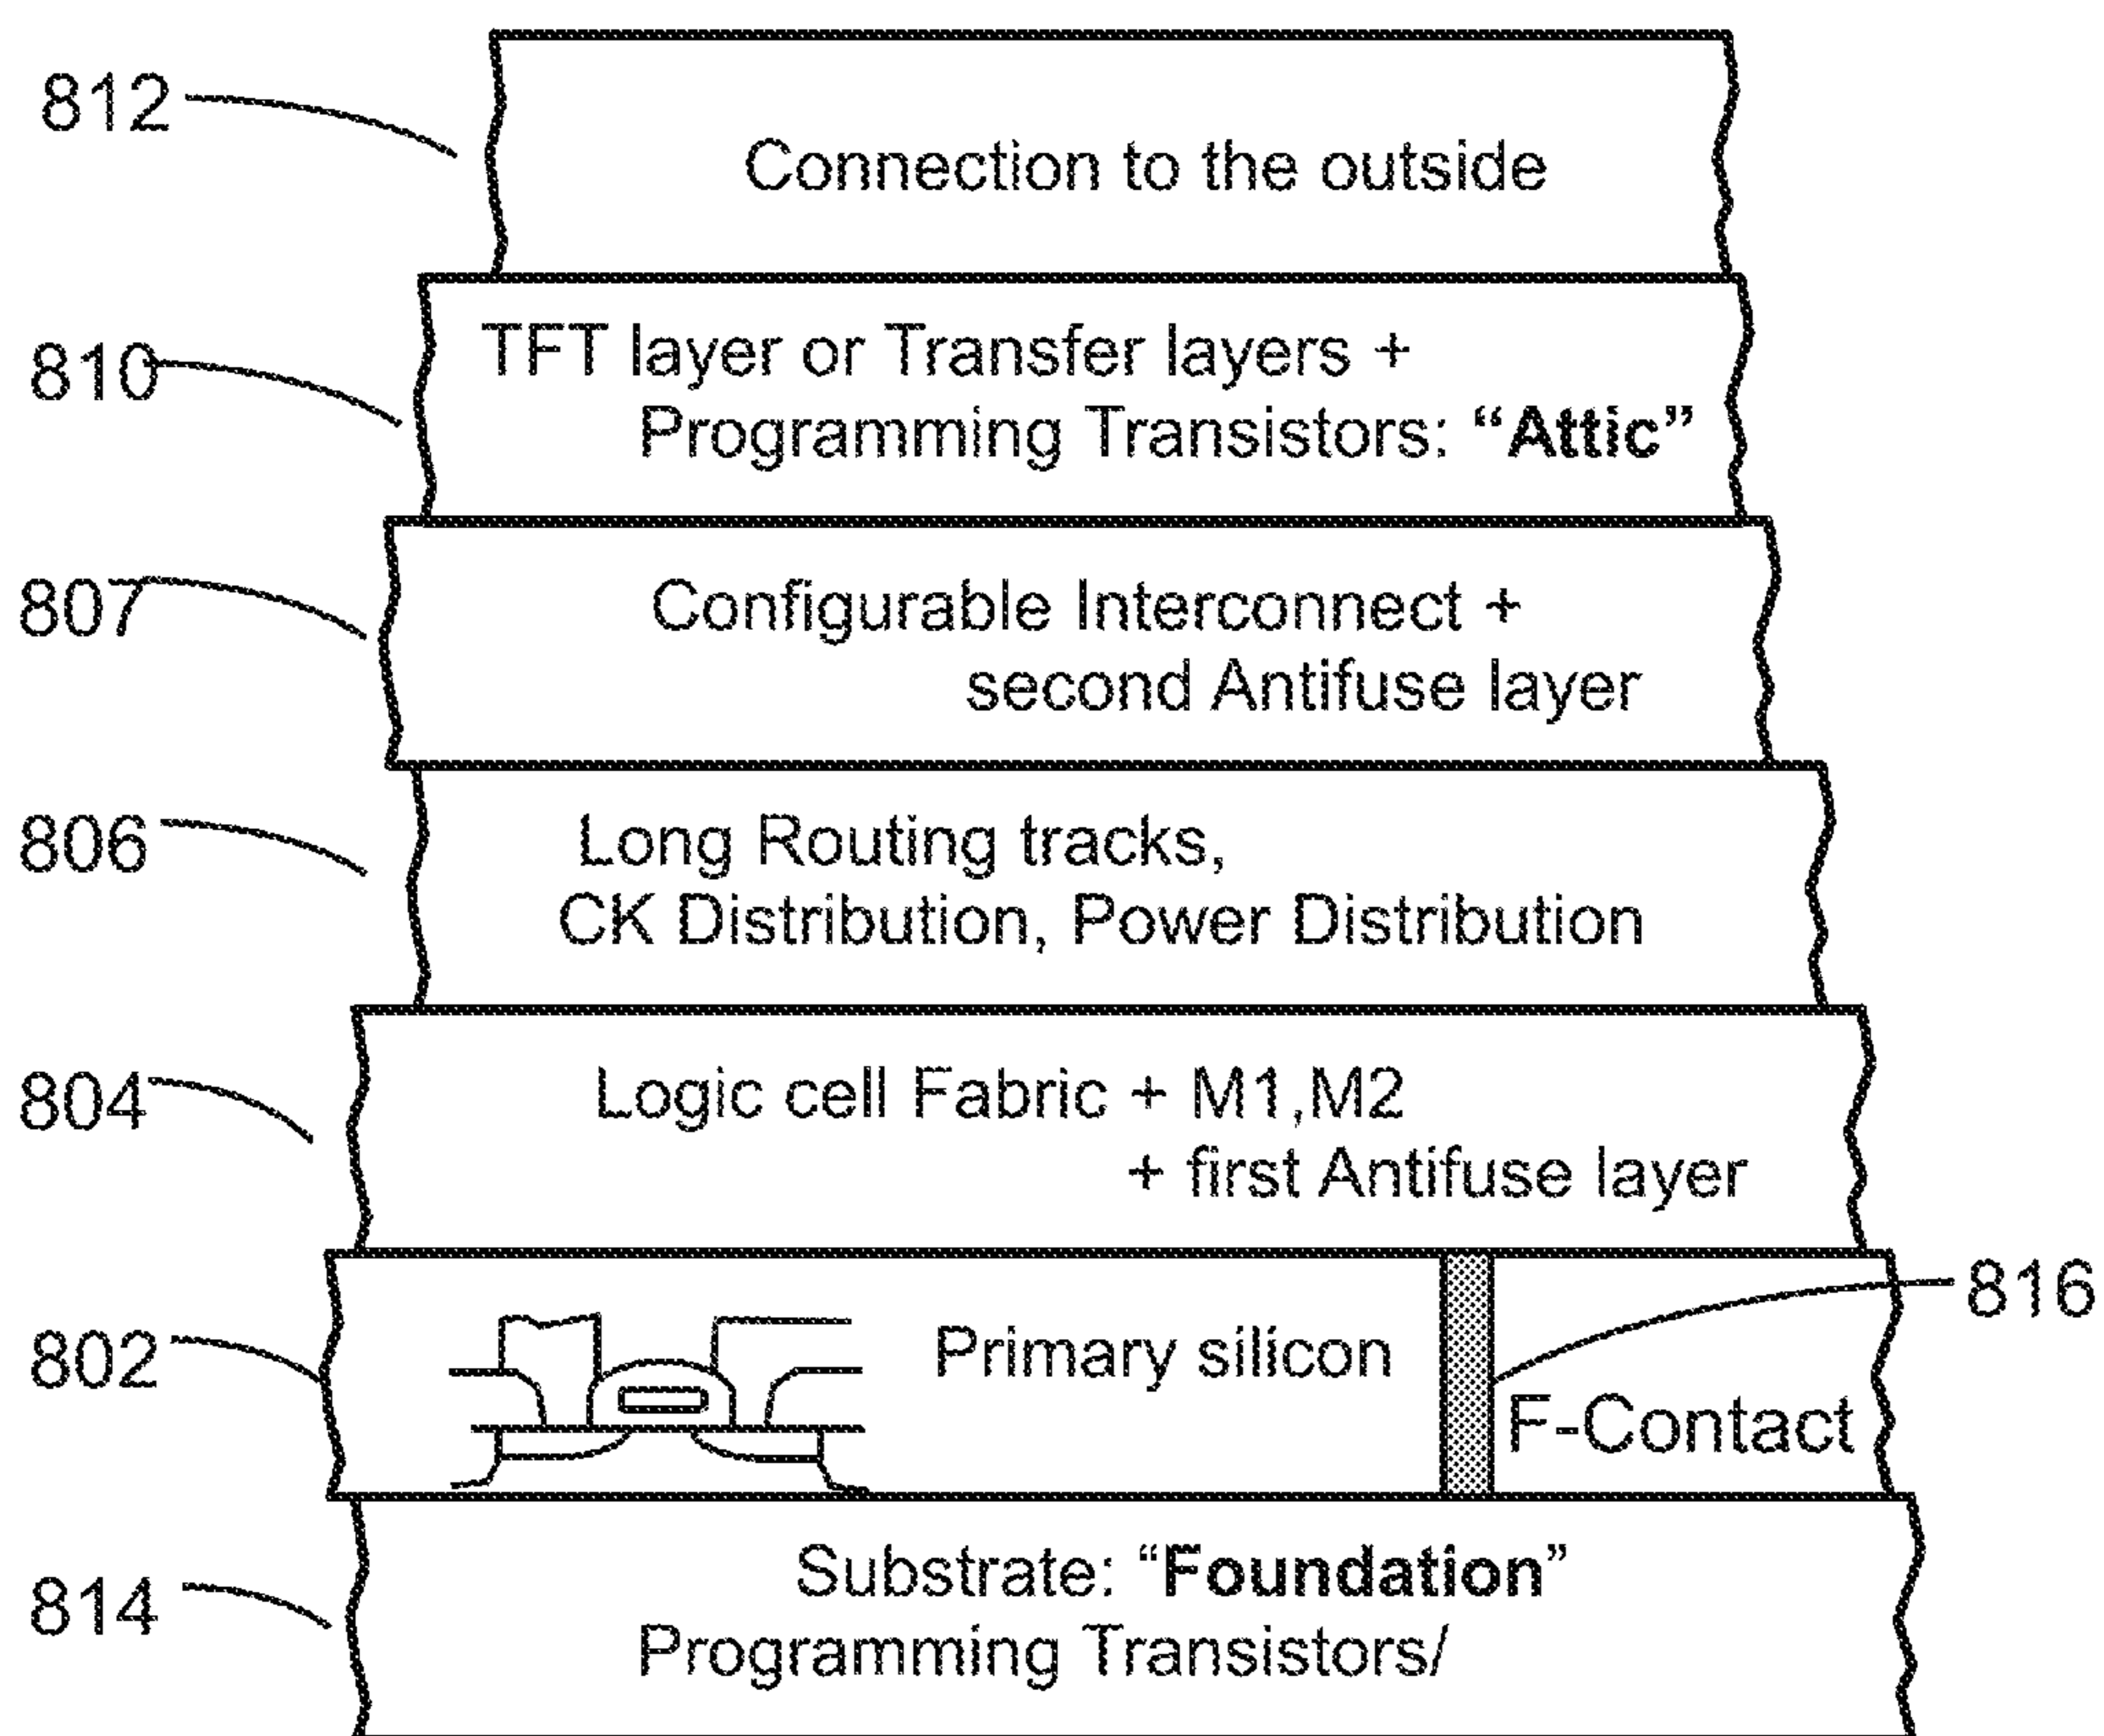 812
Connection to the outside
810
TFT layer or Transfer layers +
Programming Transistors: “Attic”
807
Configurable Interconnect +
second Antifuse layer
806
Long Routing tracks,
CK Distribution, Power Distribution
804
Logic cell Fabric + M1,M2
+ first Antifuse layer
802
Primary silicon
816
F-Contact
814
Substrate: “Foundation”
Programming Transistors/